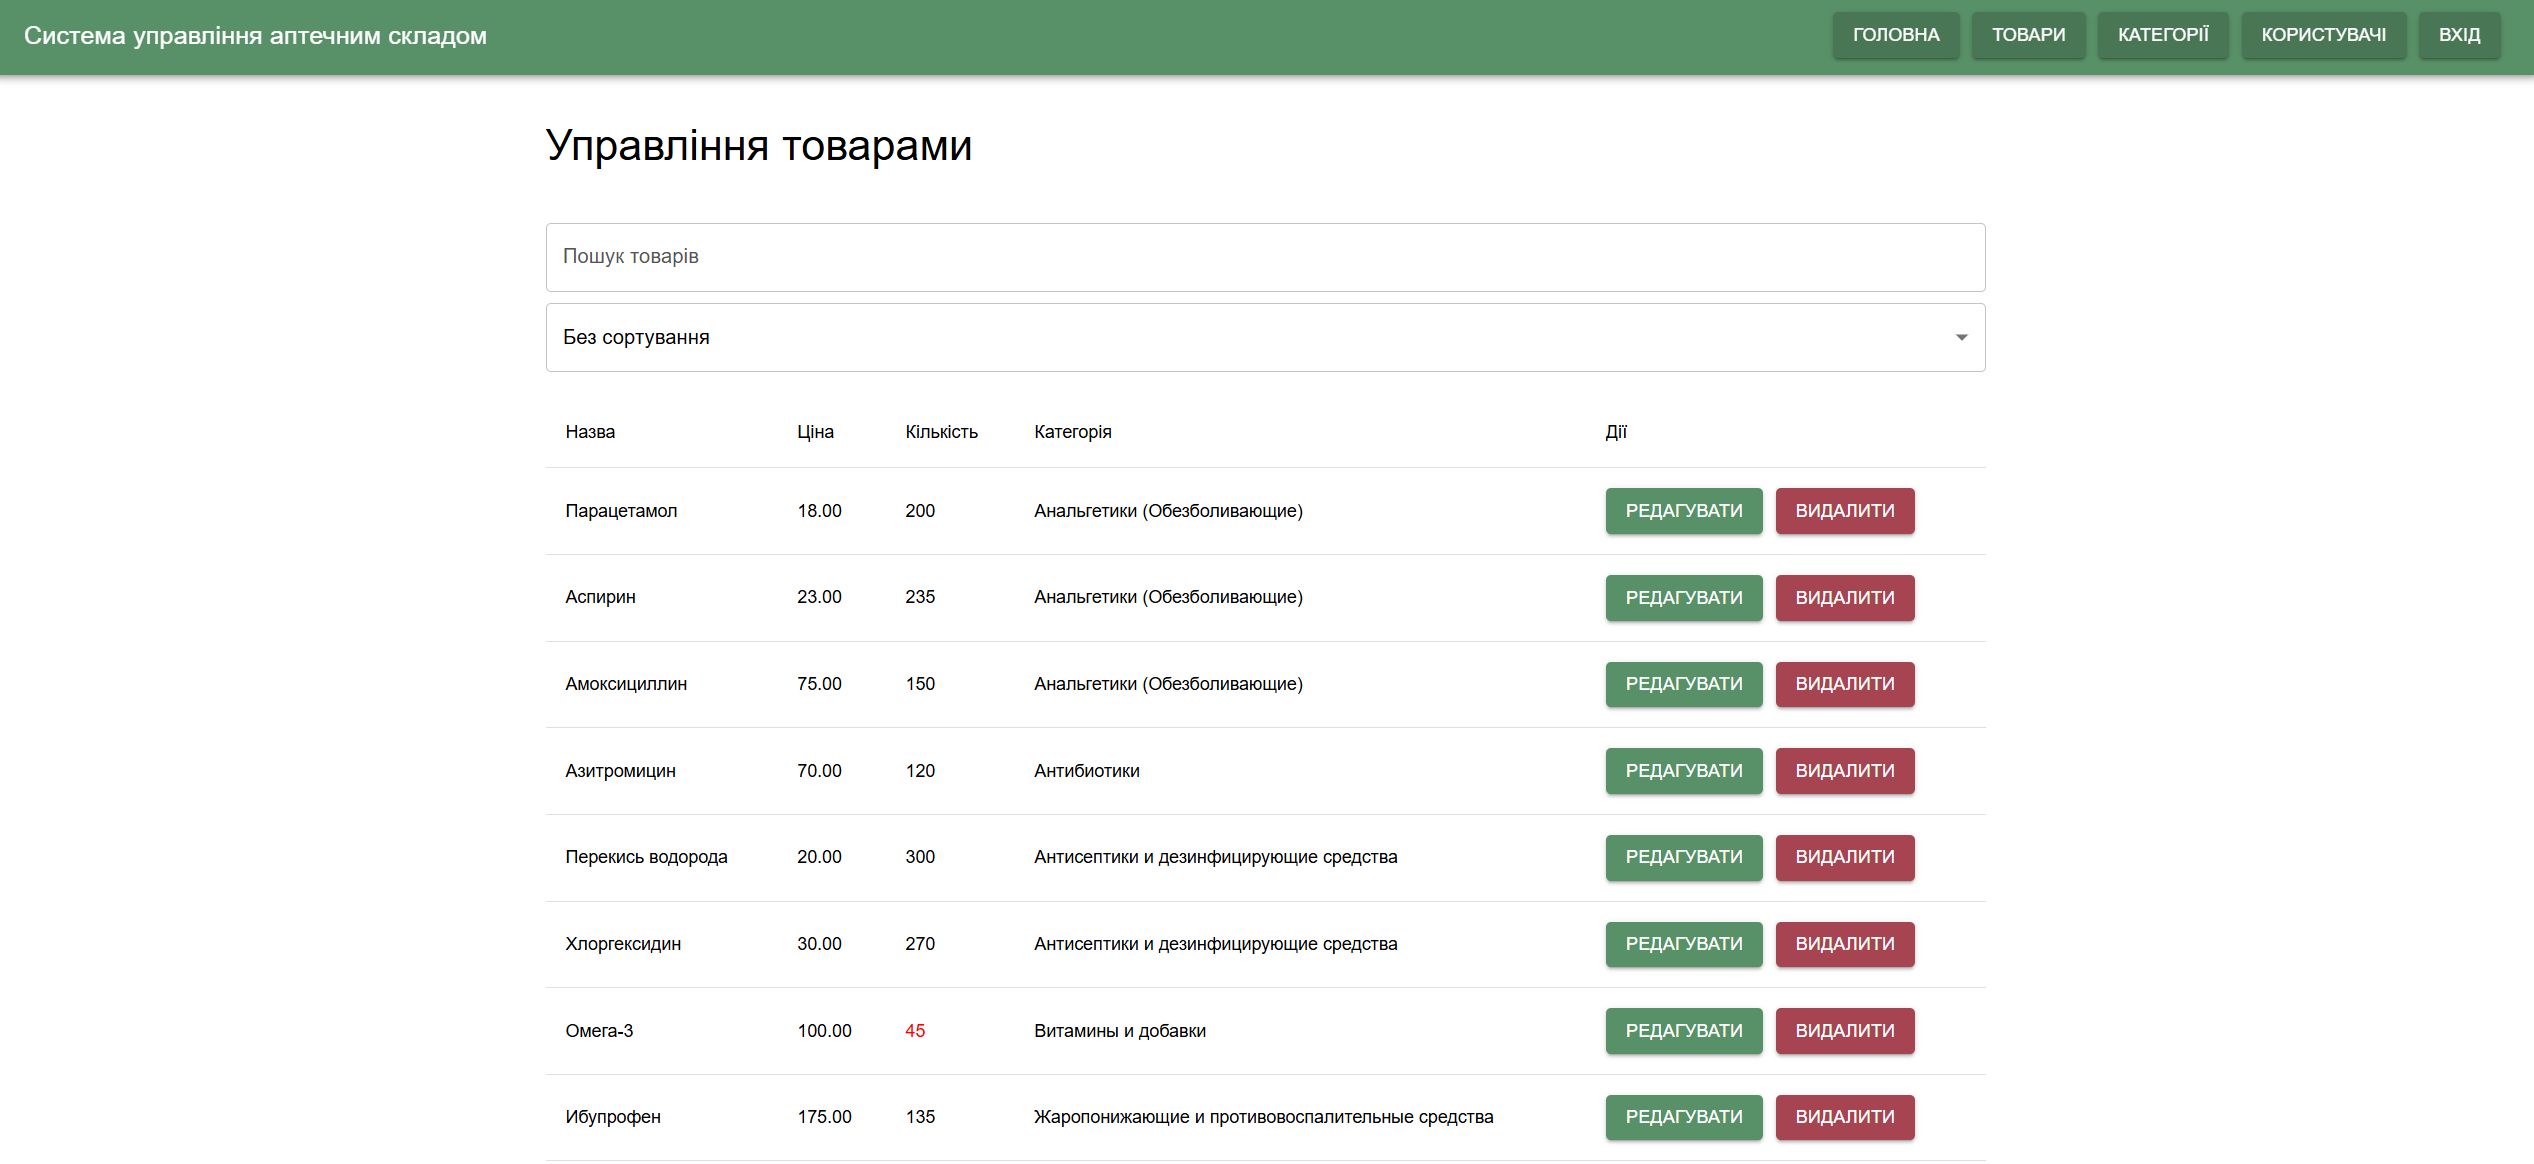 Система управління аптечним складом ГОЛОВНА ТОВАРИ КАТЕГОРІЇ КОРИСТУВАЧІ ВХІД
Управління товарами
Пошук товарів
Без сортування
Назва Ціна Кількість Категорія Дії
Парацетамол 18.00 200 Анальгетики (Обезболивающие) РЕДАГУВАТИ ВИДАЛИТИ
Аспирин 23.00 235 Анальгетики (Обезболивающие) РЕДАГУВАТИ ВИДАЛИТИ
Амоксициллин 75.00 150 Анальгетики (Обезболивающие) РЕДАГУВАТИ ВИДАЛИТИ
Азитромицин 70.00 120 Антибиотики РЕДАГУВАТИ ВИДАЛИТИ
Перекись водорода 20.00 300 Антисептики и дезинфицирующие средства РЕДАГУВАТИ ВИДАЛИТИ
Хлоргексидин 30.00 270 Антисептики и дезинфицирующие средства РЕДАГУВАТИ ВИДАЛИТИ
Омега-3 100.00 45 Витамины и добавки РЕДАГУВАТИ ВИДАЛИТИ
Ибупрофен 175.00 135 Жаропонижающие и противовоспалительные средства РЕДАГУВАТИ ВИДАЛИТИ